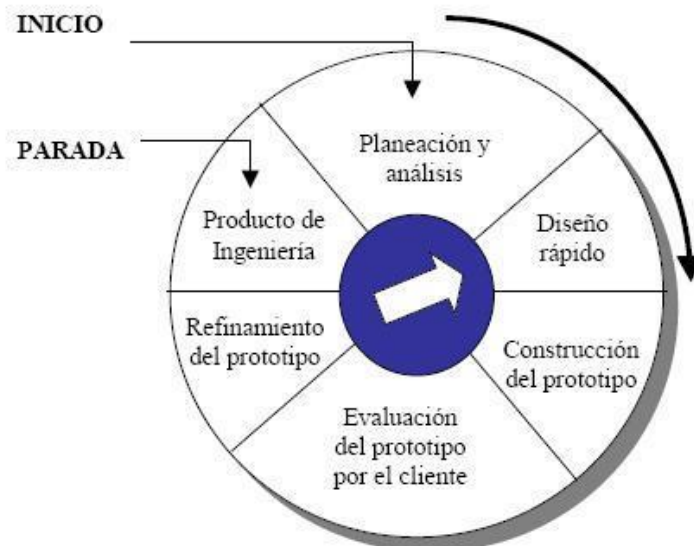 INICIO
PARADA
Planeación y
análisis
Diseño
rápido
Construcción
del prototipo
Evaluación
del prototipo
por el cliente
Refinamiento
del prototipo
Producto de
Ingeniería